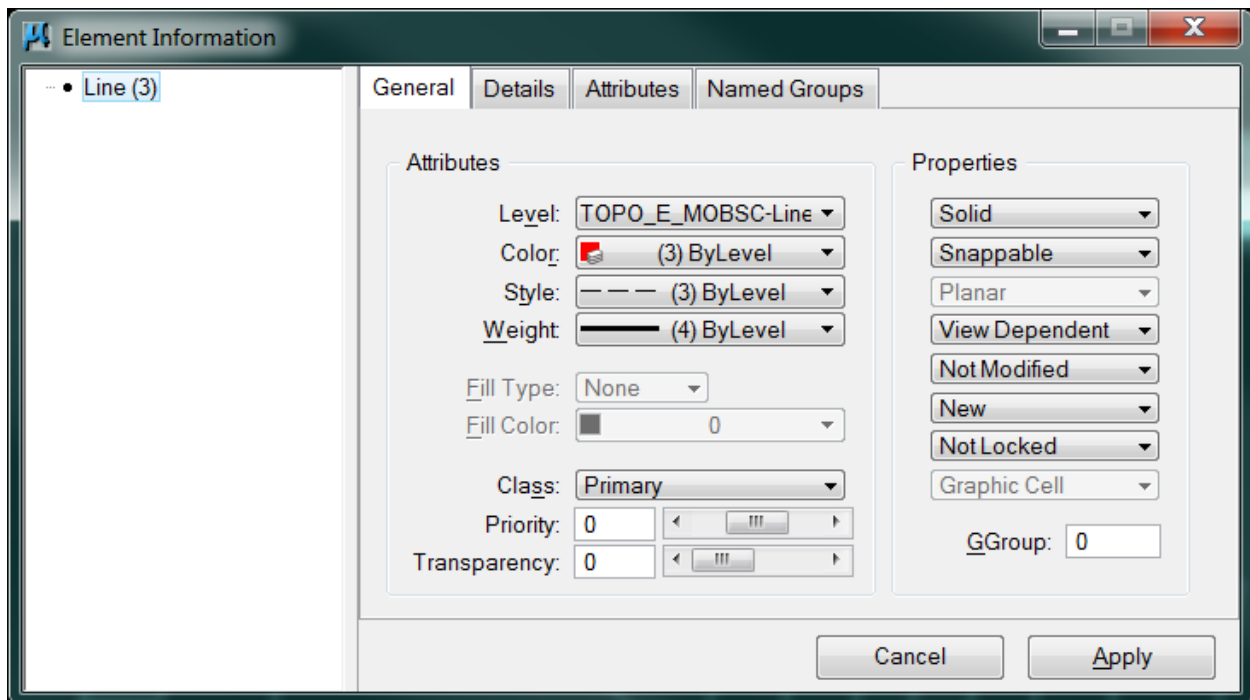 Element Information
Line (3)
General Details Attributes Named Groups
Attributes
Level: TOPO_E_MOBSC-Line
Color: (3) ByLevel
Style: (3) ByLevel
Weight: (4) ByLevel
Fill Type: None
Fill Color: 0
Class: Primary
Priority: 0
Transparency: 0
Properties
Solid
Snappable
Planar
View Dependent
Not Modified
New
Not Locked
Graphic Cell
GGroup: 0
Cancel Apply